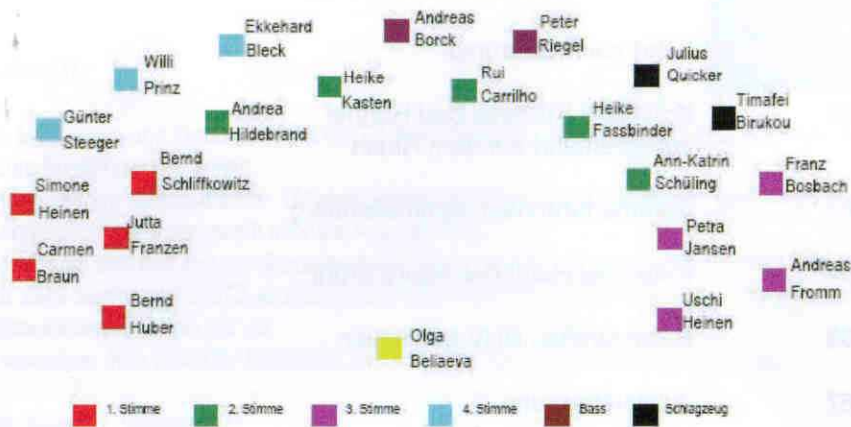 Ekkehard
Bleck
Andreas
Borck
Peter
Riegel
Willi
Prinz
Heike
Kasten
Rui
Carrilho
Julius
Quicker
Günter
Steeger
Andrea
Hildebrand
Heike
Fassbinder
Timafei
Birukou
Simone
Heinen
Bernd
Schliffkowitz
Ann-Katrin
Schüling
Franz
Bosbach
Carmen
Braun
Jutta
Franzen
Petra
Jansen
Andreas
Fromm
Bernd
Huber
Uschi
Heinen
Olga
Beliaeva
1. Stimme 2. Stimme 3. Stimme 4. Stimme Bass Schlagzeug